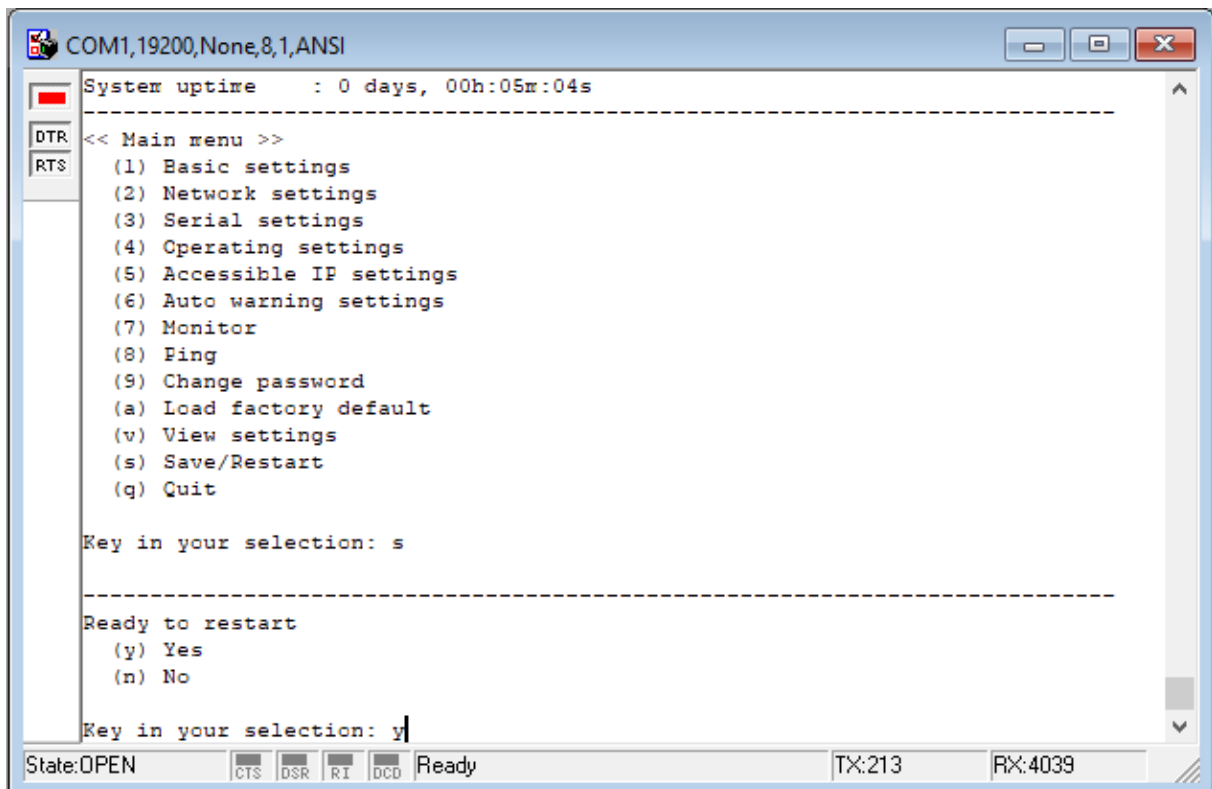 COM1,19200,None,8,1,ANSI
System uptime    : 0 days, 00h:05m:04s
-----------------------------------------------------------------------------
DTR
<< Main menu >>
RTS
(1) Basic settings
(2) Network settings
(3) Serial settings
(4) Operating settings
(5) Accessible IP settings
(6) Auto warning settings
(7) Monitor
(8) Ping
(9) Change password
(a) Load factory default
(v) View settings
(s) Save/Restart
(q) Quit
Key in your selection: s
-----------------------------------------------------------------------------
Ready to restart
(y) Yes
(n) No
Key in your selection: y
State:OPEN CTS DSR RI DCD Ready TX:213 RX:4039